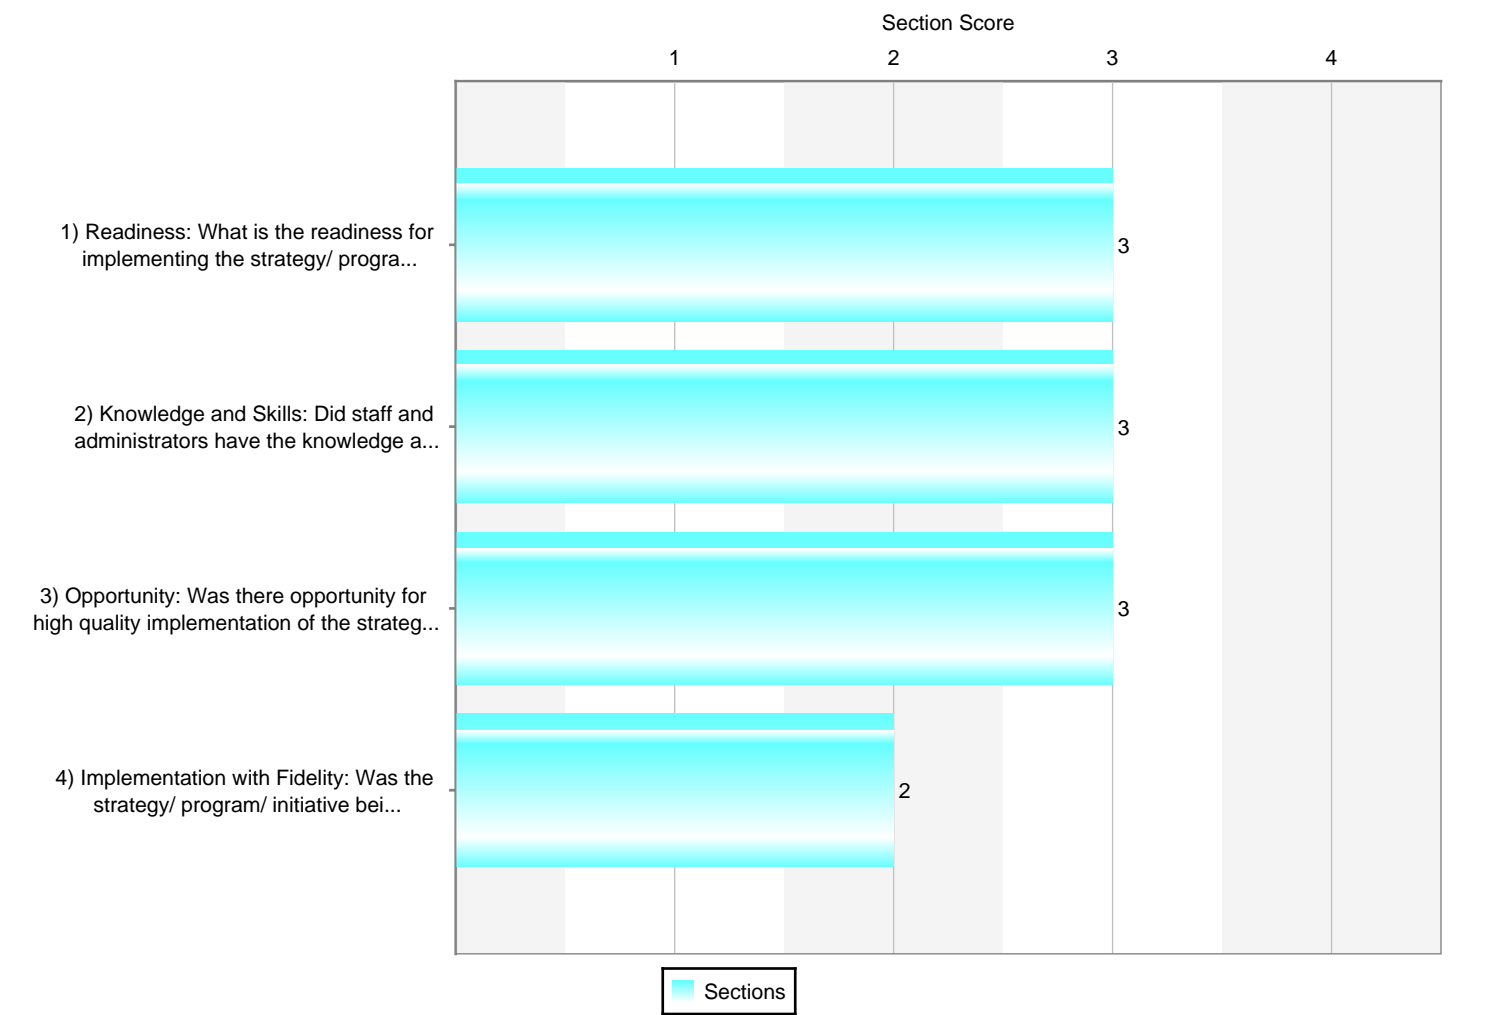 Section Score
1 2 3 4
1) Readiness: What is the readiness for
implementing the strategy/ progra...
3
2) Knowledge and Skills: Did staff and
administrators have the knowledge a...
3
3) Opportunity: Was there opportunity for
high quality implementation of the strateg...
3
4) Implementation with Fidelity: Was the
strategy/ program/ initiative bei...
2
Sections